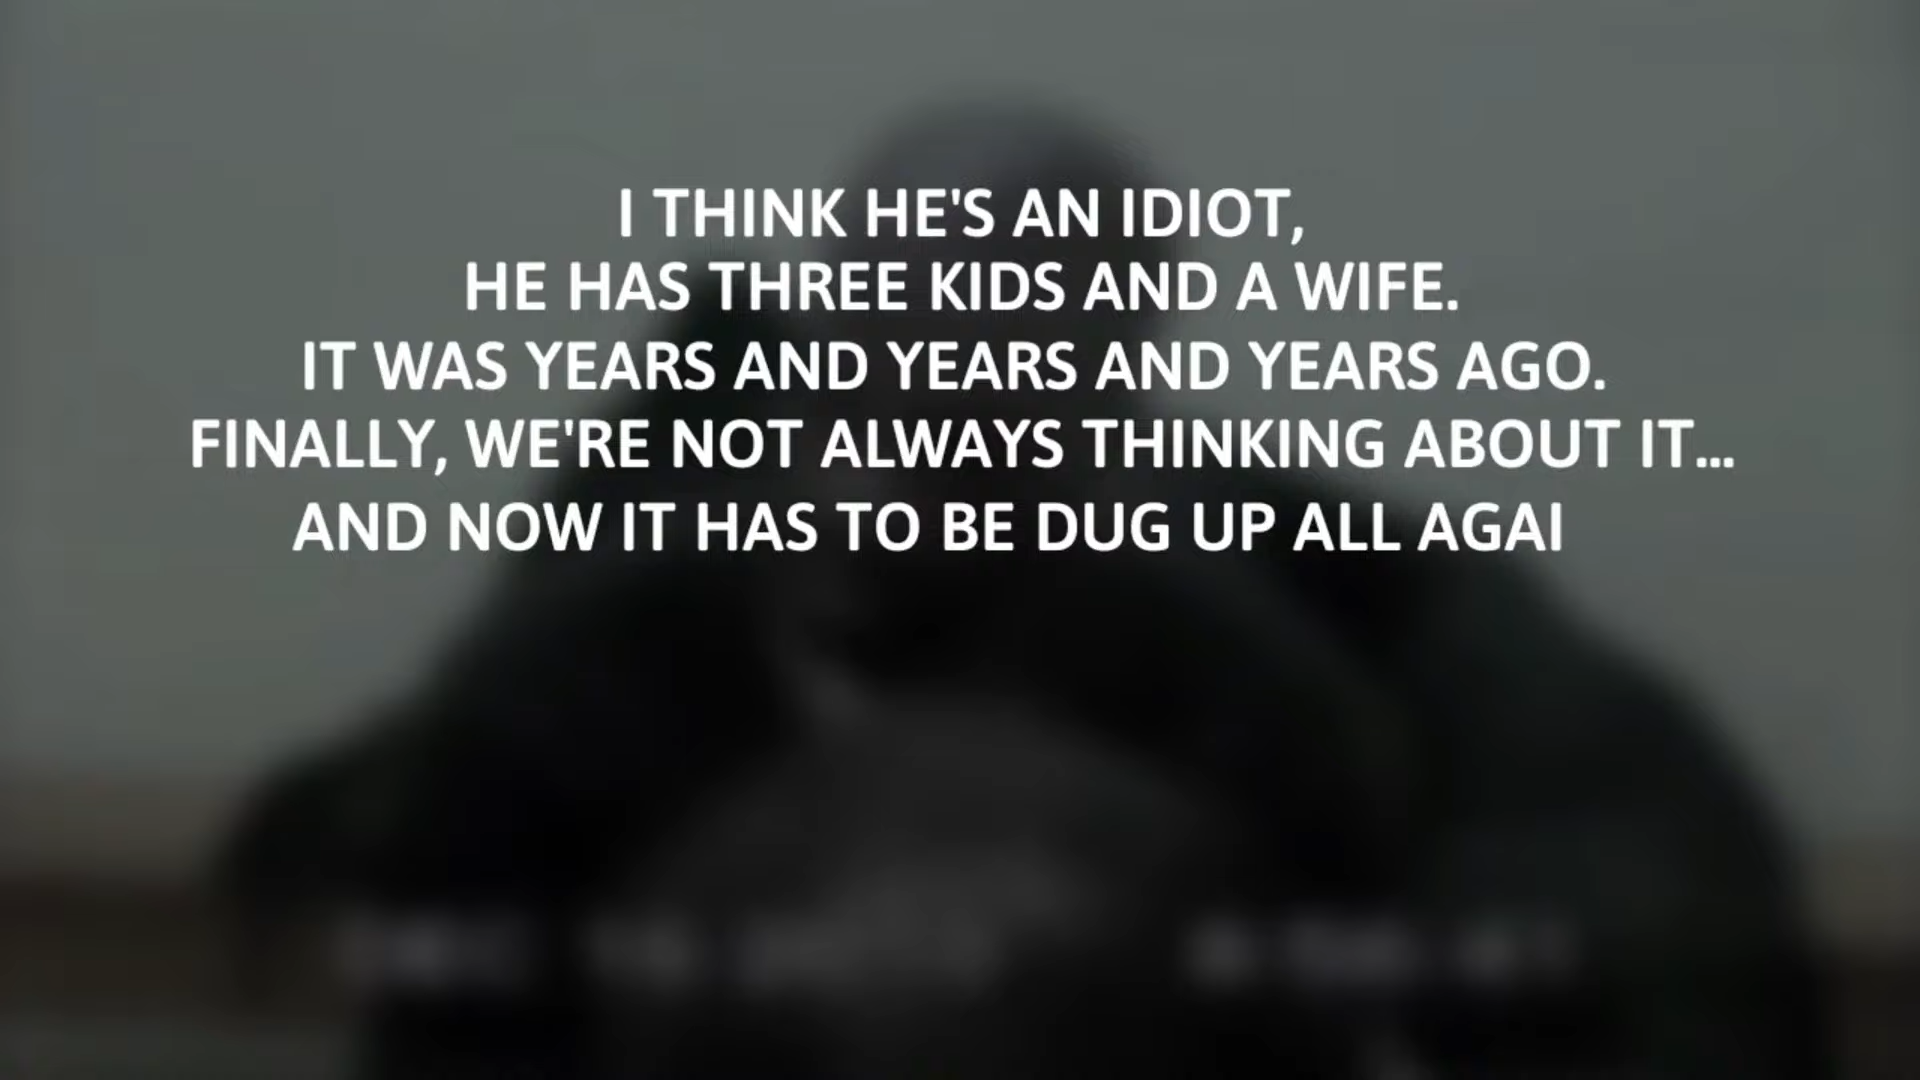 I THINK HE'S AN IDIOT,
HE HAS THREE KIDS AND A WIFE.
IT WAS YEARS AND YEARS AND YEARS AGO.
FINALLY, WE'RE NOT ALWAYS THINKING ABOUT IT...
AND NOW IT HAS TO BE DUG UP ALL AGAI